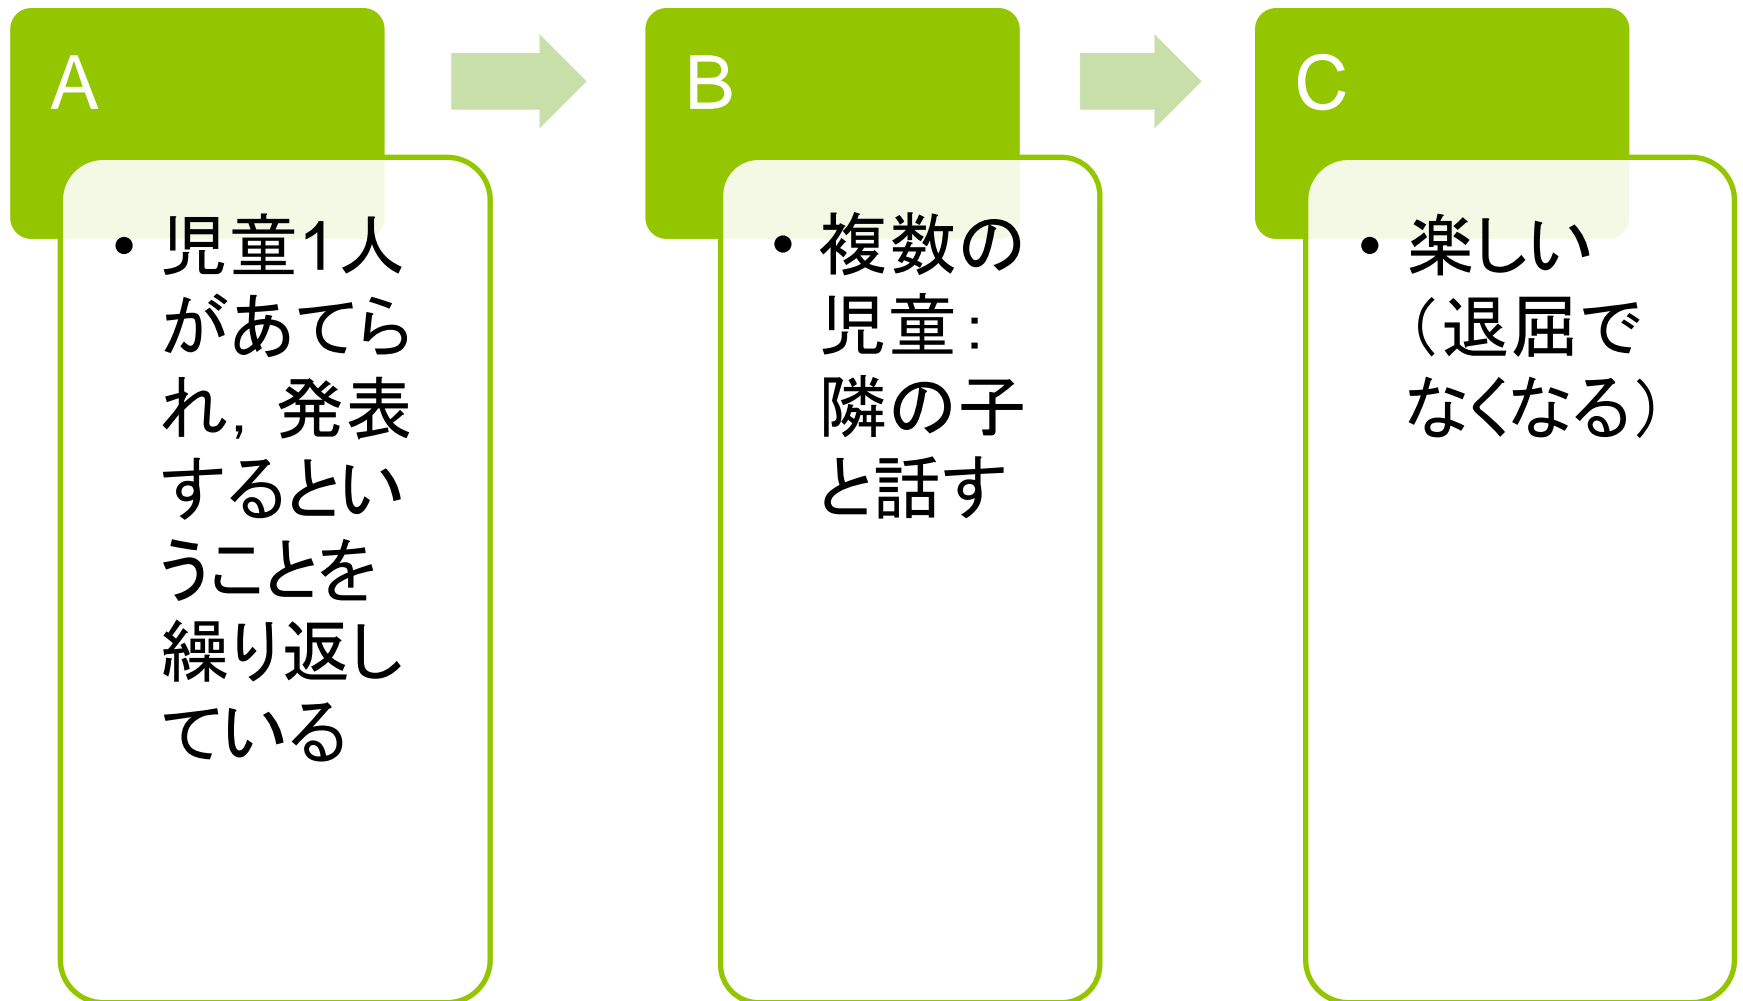 A
• 児童1人
があてら
れ，発表
するとい
うことを
繰り返し
ている
B
• 複数の
児童：
隣の子
と話す
C
• 楽しい
（退屈で
なくなる）